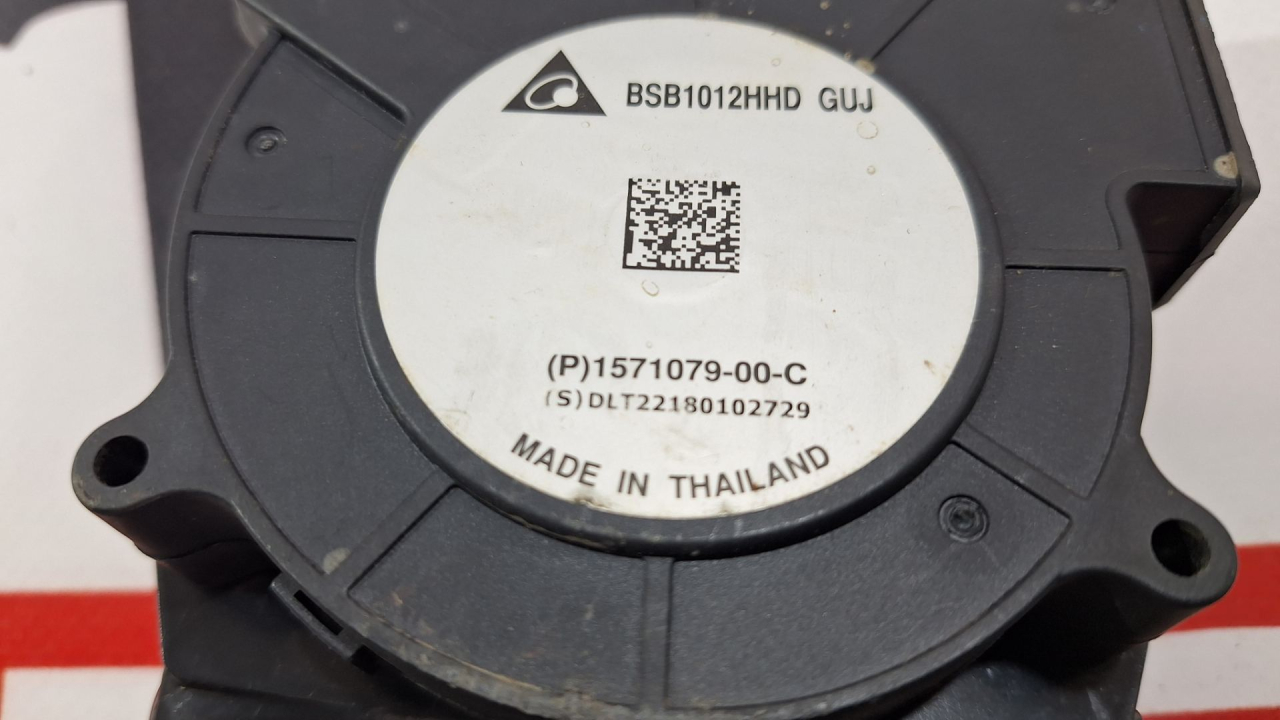 BSB1012HHD GUJ
(P)1571079-00-C
(S)DLT22180102729
MADE IN THAILAND